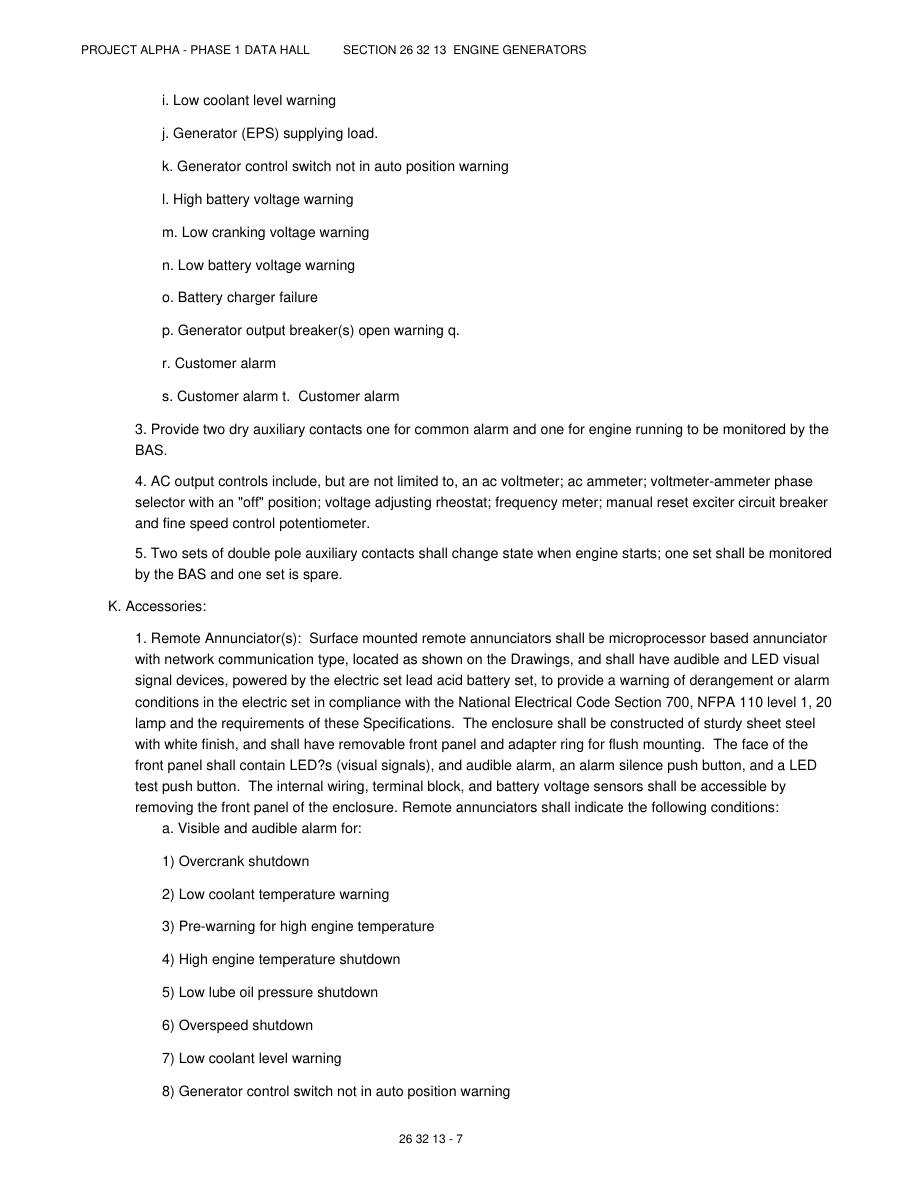 PROJECT ALPHA - PHASE 1 DATA HALL SECTION 26 32 13 ENGINE GENERATORS
i. Low coolant level warning
j. Generator (EPS) supplying load.
k. Generator control switch not in auto position warning
l. High battery voltage warning
m. Low cranking voltage warning
n. Low battery voltage warning
o. Battery charger failure
p. Generator output breaker(s) open warning q.
r. Customer alarm
s. Customer alarm t.  Customer alarm
3. Provide two dry auxiliary contacts one for common alarm and one for engine running to be monitored by the
BAS.
4. AC output controls include, but are not limited to, an ac voltmeter; ac ammeter; voltmeter-ammeter phase
selector with an "off" position; voltage adjusting rheostat; frequency meter; manual reset exciter circuit breaker
and fine speed control potentiometer.
5. Two sets of double pole auxiliary contacts shall change state when engine starts; one set shall be monitored
by the BAS and one set is spare.
K. Accessories:
1. Remote Annunciator(s):  Surface mounted remote annunciators shall be microprocessor based annunciator
with network communication type, located as shown on the Drawings, and shall have audible and LED visual
signal devices, powered by the electric set lead acid battery set, to provide a warning of derangement or alarm
conditions in the electric set in compliance with the National Electrical Code Section 700, NFPA 110 level 1, 20
lamp and the requirements of these Specifications.  The enclosure shall be constructed of sturdy sheet steel
with white finish, and shall have removable front panel and adapter ring for flush mounting.  The face of the
front panel shall contain LED?s (visual signals), and audible alarm, an alarm silence push button, and a LED
test push button.  The internal wiring, terminal block, and battery voltage sensors shall be accessible by
removing the front panel of the enclosure. Remote annunciators shall indicate the following conditions:
a. Visible and audible alarm for:
1) Overcrank shutdown
2) Low coolant temperature warning
3) Pre-warning for high engine temperature
4) High engine temperature shutdown
5) Low lube oil pressure shutdown
6) Overspeed shutdown
7) Low coolant level warning
8) Generator control switch not in auto position warning
26 32 13 - 7